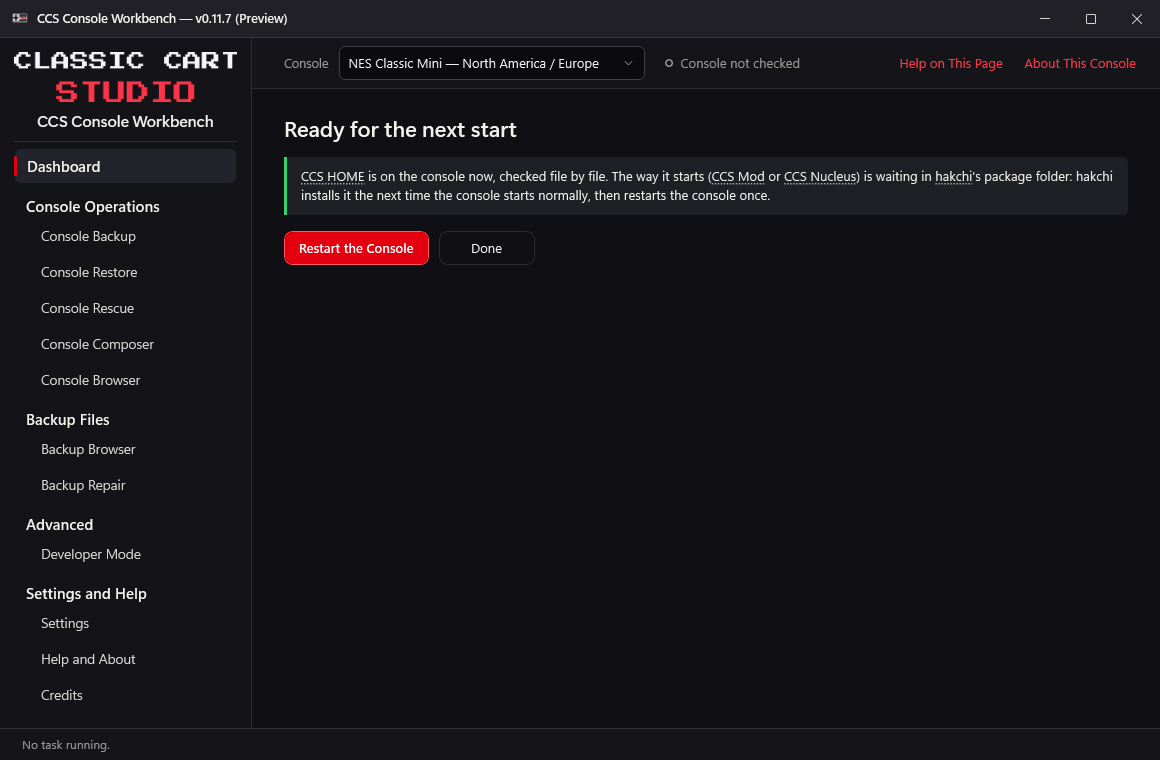 CCS Console Workbench — v0.11.7 (Preview)
CLASSIC CART
STUDIO
CCS Console Workbench
Dashboard
Console Operations
Console Backup
Console Restore
Console Rescue
Console Composer
Console Browser
Backup Files
Backup Browser
Backup Repair
Advanced
Developer Mode
Settings and Help
Settings
Help and About
Credits
Console NES Classic Mini — North America / Europe Console not checked Help on This Page About This Console
Ready for the next start
CCS HOME is on the console now, checked file by file. The way it starts (CCS Mod or CCS Nucleus) is waiting in hakchi's package folder: hakchi
installs it the next time the console starts normally, then restarts the console once.
Restart the Console Done
No task running.